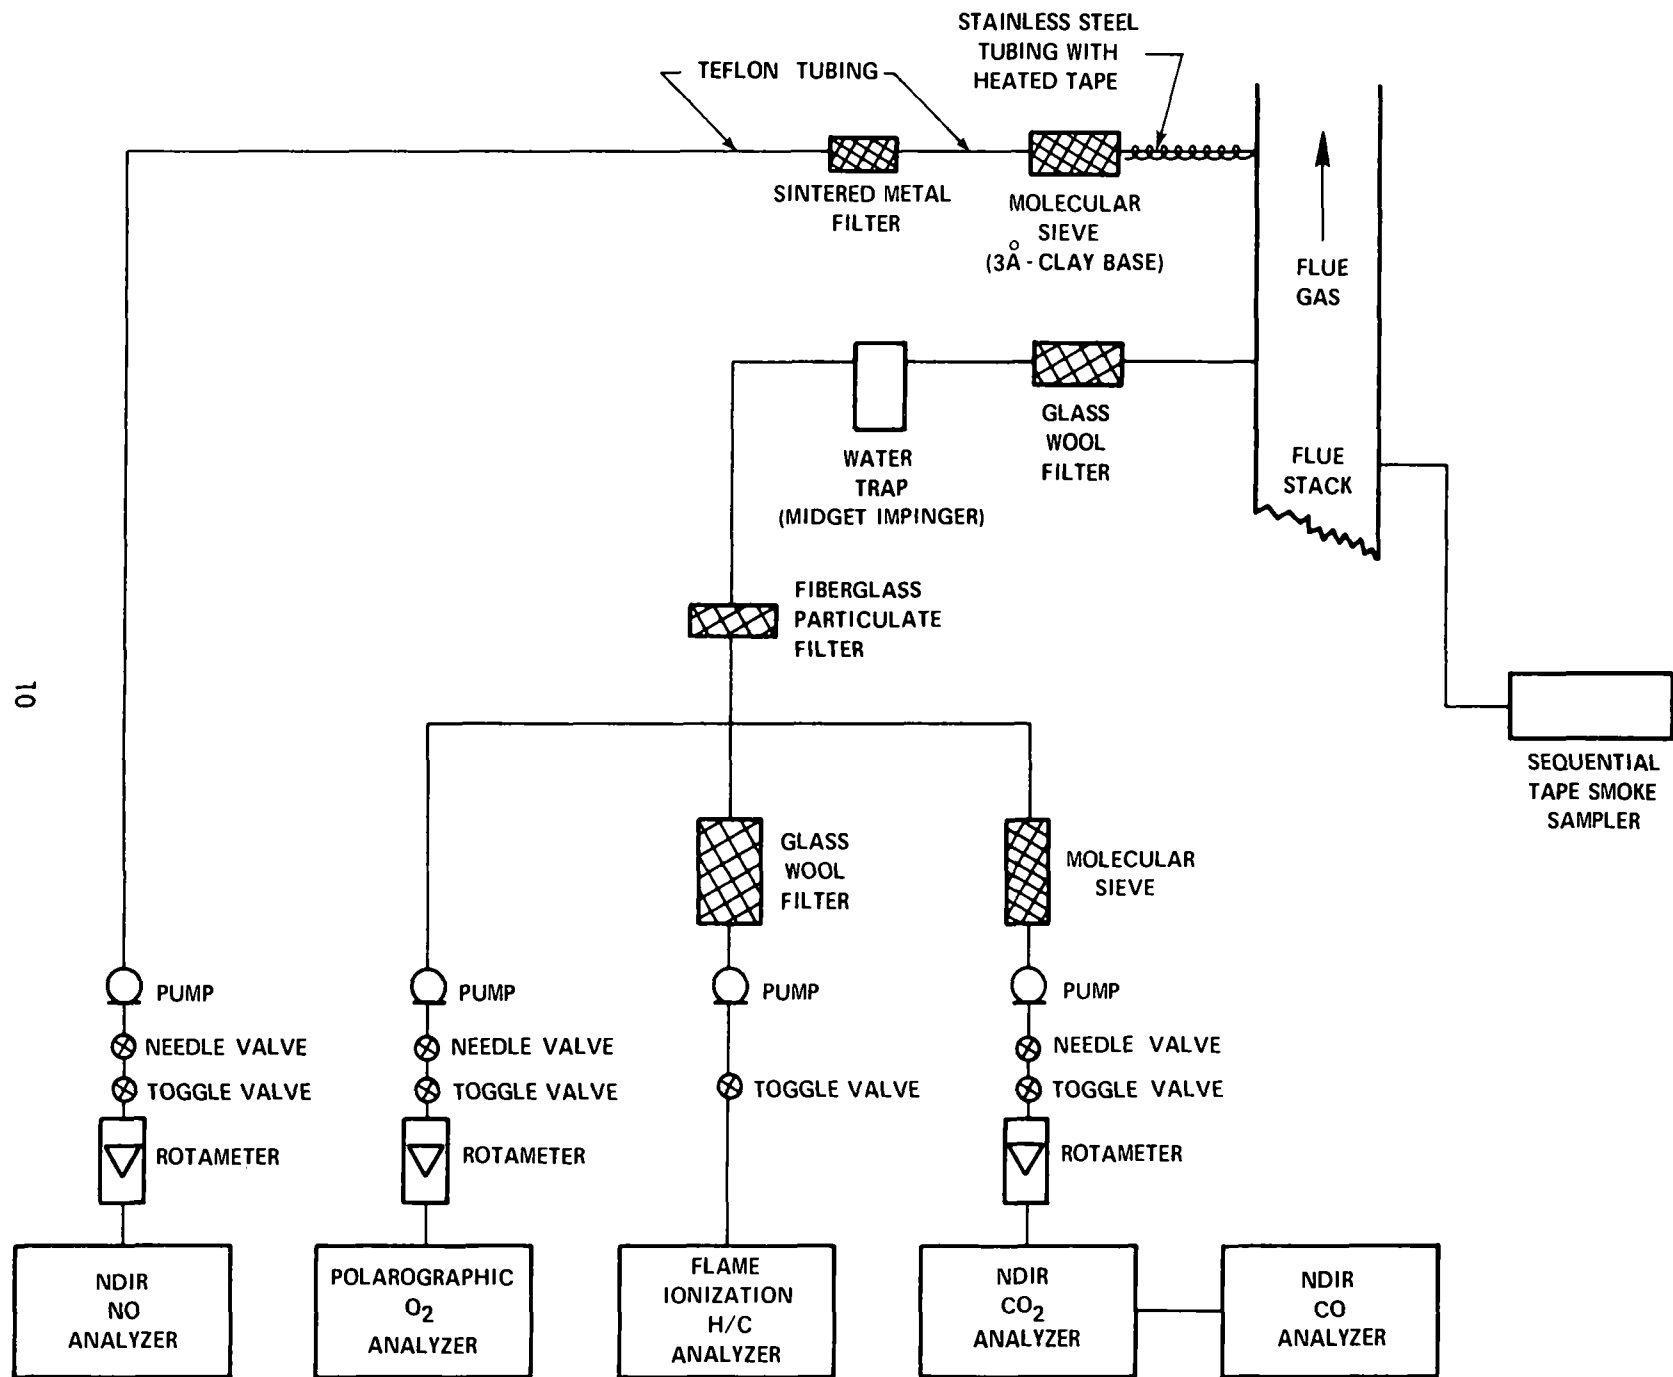 STAINLESS STEEL
TUBING WITH
HEATED TAPE
TEFLON TUBING
SINTERED METAL
FILTER
MOLECULAR
SIEVE
(3Å - CLAY BASE)
FLUE
GAS
GLASS
WOOL
FILTER
WATER
TRAP
(MIDGET IMPINGER)
FLUE
STACK
FIBERGLASS
PARTICULATE
FILTER
10
SEQUENTIAL
TAPE SMOKE
SAMPLER
GLASS
WOOL
FILTER
MOLECULAR
SIEVE
PUMP
PUMP
PUMP
PUMP
NEEDLE VALVE
NEEDLE VALVE
NEEDLE VALVE
TOGGLE VALVE
TOGGLE VALVE
TOGGLE VALVE
TOGGLE VALVE
ROTAMETER
ROTAMETER
ROTAMETER
NDIR
NO
ANALYZER
POLAROGRAPHIC
O2
ANALYZER
FLAME
IONIZATION
H/C
ANALYZER
NDIR
CO2
ANALYZER
NDIR
CO
ANALYZER